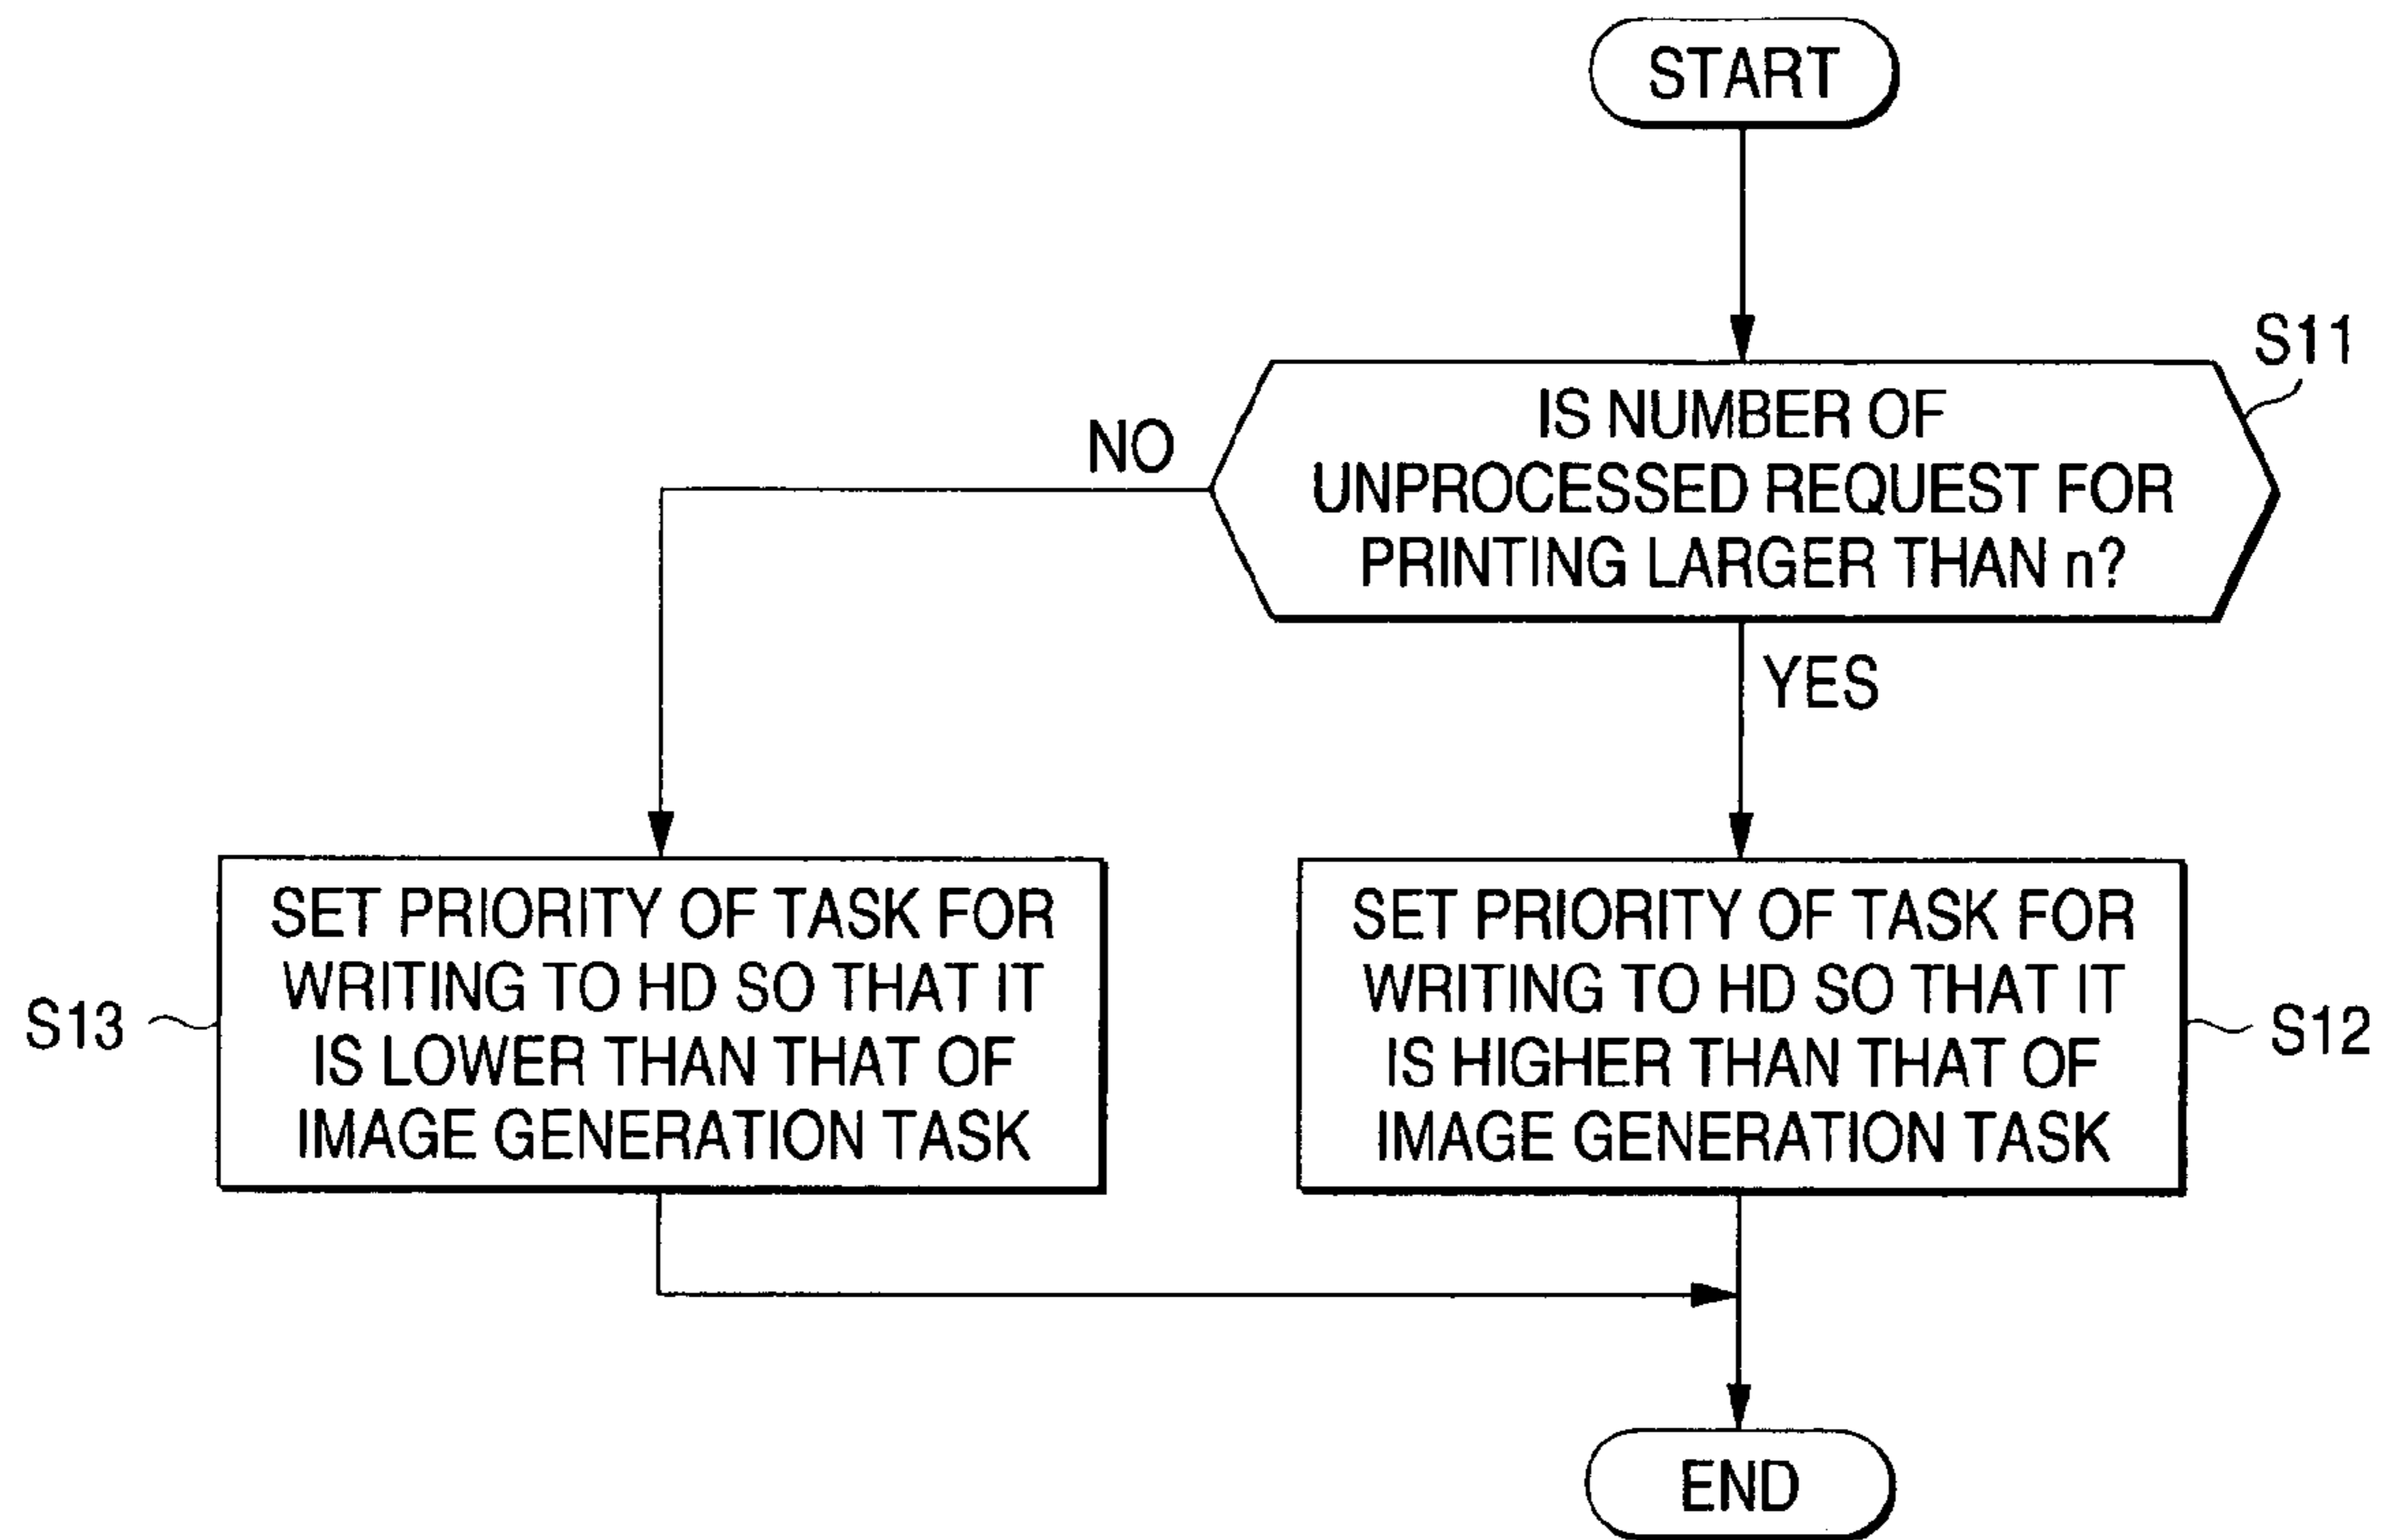 START
S11
IS NUMBER OF
UNPROCESSED REQUEST FOR
PRINTING LARGER THAN n?
NO
YES
SET PRIORITY OF TASK FOR
WRITING TO HD SO THAT IT
IS LOWER THAN THAT OF
IMAGE GENERATION TASK
S13
SET PRIORITY OF TASK FOR
WRITING TO HD SO THAT IT
IS HIGHER THAN THAT OF
IMAGE GENERATION TASK
S12
END